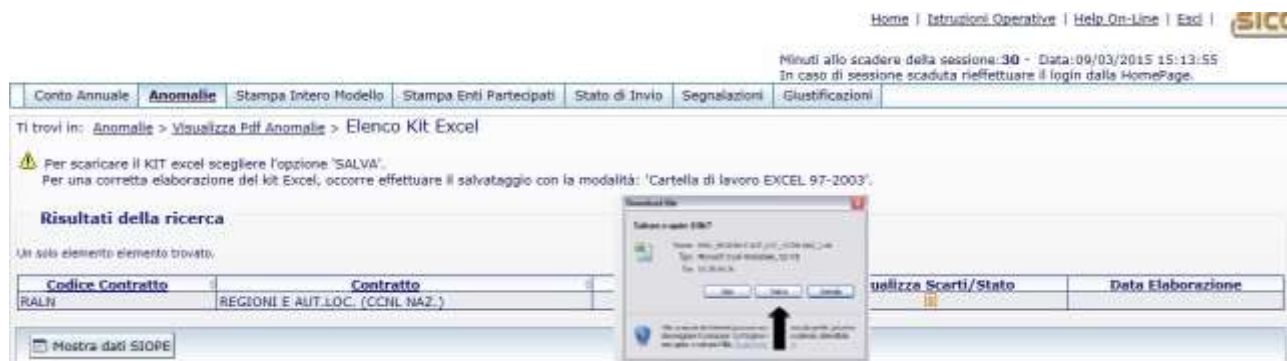 Home | Istruzioni Operative | Help On-Line | Esci |
SICO
Minuti allo scadere della sessione:30 - Data:09/03/2015 15:13:55
In caso di sessione scaduta rieffettuare il login dalla HomePage.
Conto Annuale Anomalie Stampa Intero Modello Stampa Enti Partecipati Stato di Invio Segnalazioni Giustificazioni
Ti trovi in: Anomalie > Visualizza Pdf Anomalie > Elenco Kit Excel
Per scaricare il KIT excel scegliere l'opzione 'SALVA'.
Per una corretta elaborazione del kit Excel, occorre effettuare il salvataggio con la modalità: 'Cartella di lavoro EXCEL 97-2003'.
Risultati della ricerca
Un solo elemento elemento trovato.
Codice Contratto Contratto ualizza Scarti/Stato Data Elaborazione
RALN REGIONI E AUT.LOC. (CCNL NAZ.)
Mostra dati SIOPE